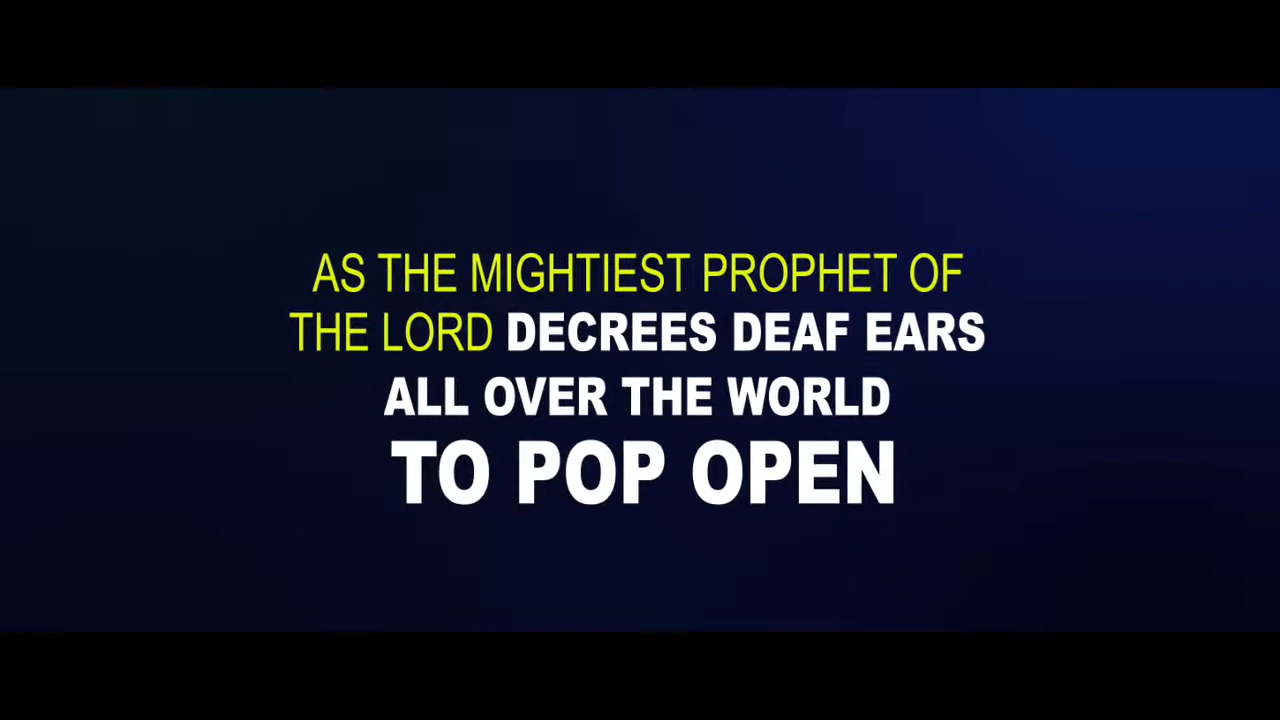 AS THE MIGHTIEST PROPHET OF
THE LORD DECREES DEAF EARS
ALL OVER THE WORLD
TO POP OPEN